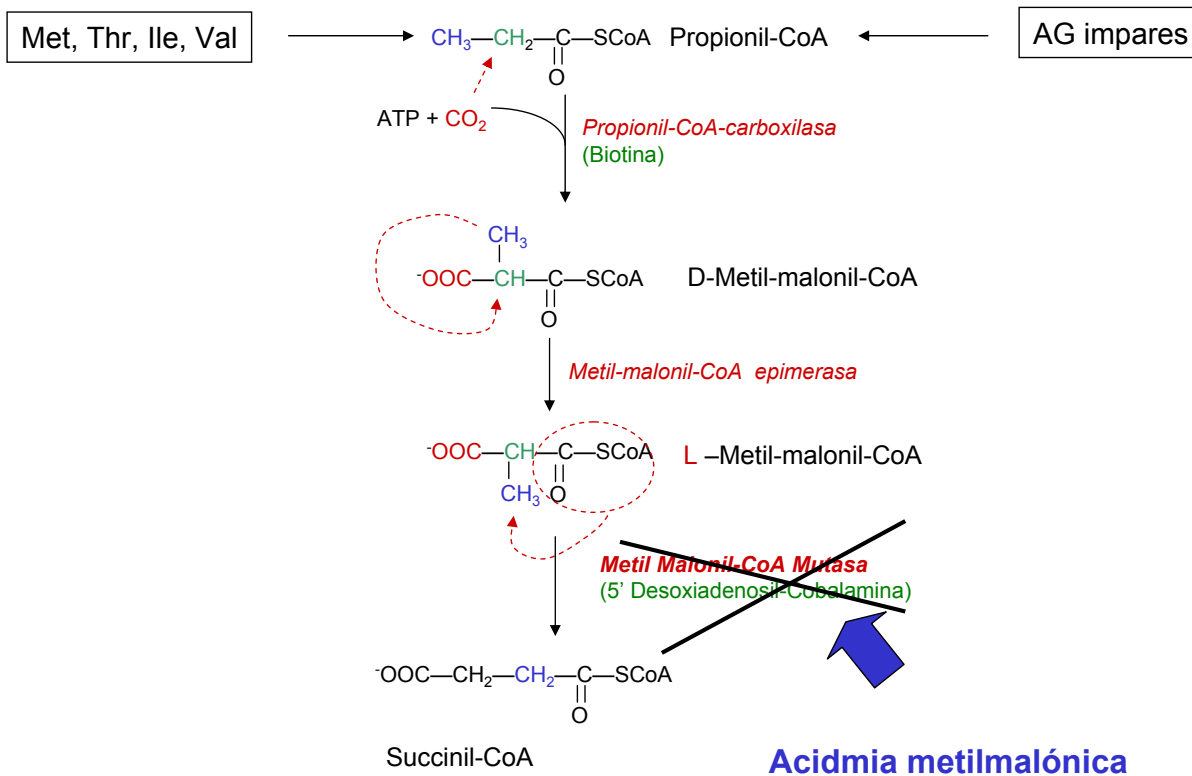 Met, Thr, Ile, Val
CH₃—CH₂—C—SCoA Propionil-CoA
O
AG impares
ATP + CO₂
Propionil-CoA-carboxilasa
(Biotina)
CH₃
⁻OOC—CH—C—SCoA D-Metil-malonil-CoA
O
Metil-malonil-CoA epimerasa
⁻OOC—CH—C—SCoA L –Metil-malonil-CoA
CH₃ O
Metil Malonil-CoA Mutasa
(5' Desoxiadenosil-Cobalamina)
⁻OOC—CH₂—CH₂—C—SCoA
O
Succinil-CoA
Acidmia metilmalónica